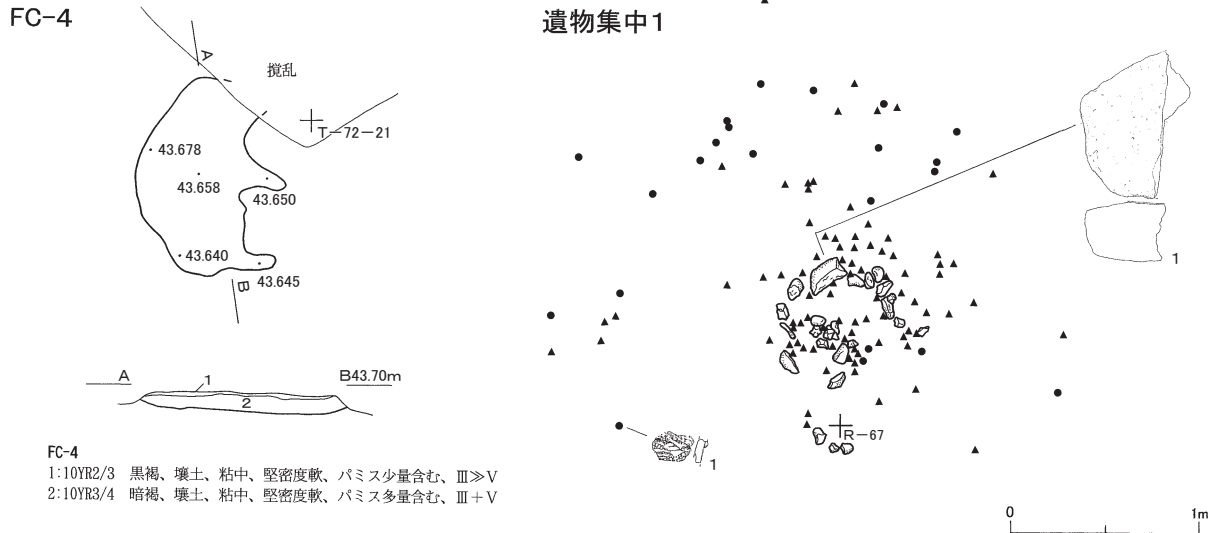 FC-4
A
撹乱
T-72-21
43.678
43.658
43.650
43.640
43.645
B
A
1
B43.70m
2
FC-4
1:10YR2/3 黒褐、壌土、粘中、堅密度軟、パミス少量含む、Ⅲ≫Ⅴ
2:10YR3/4 暗褐、壌土、粘中、堅密度軟、パミス多量含む、Ⅲ+Ⅴ
遺物集中1
1
R-67
1
0 1m